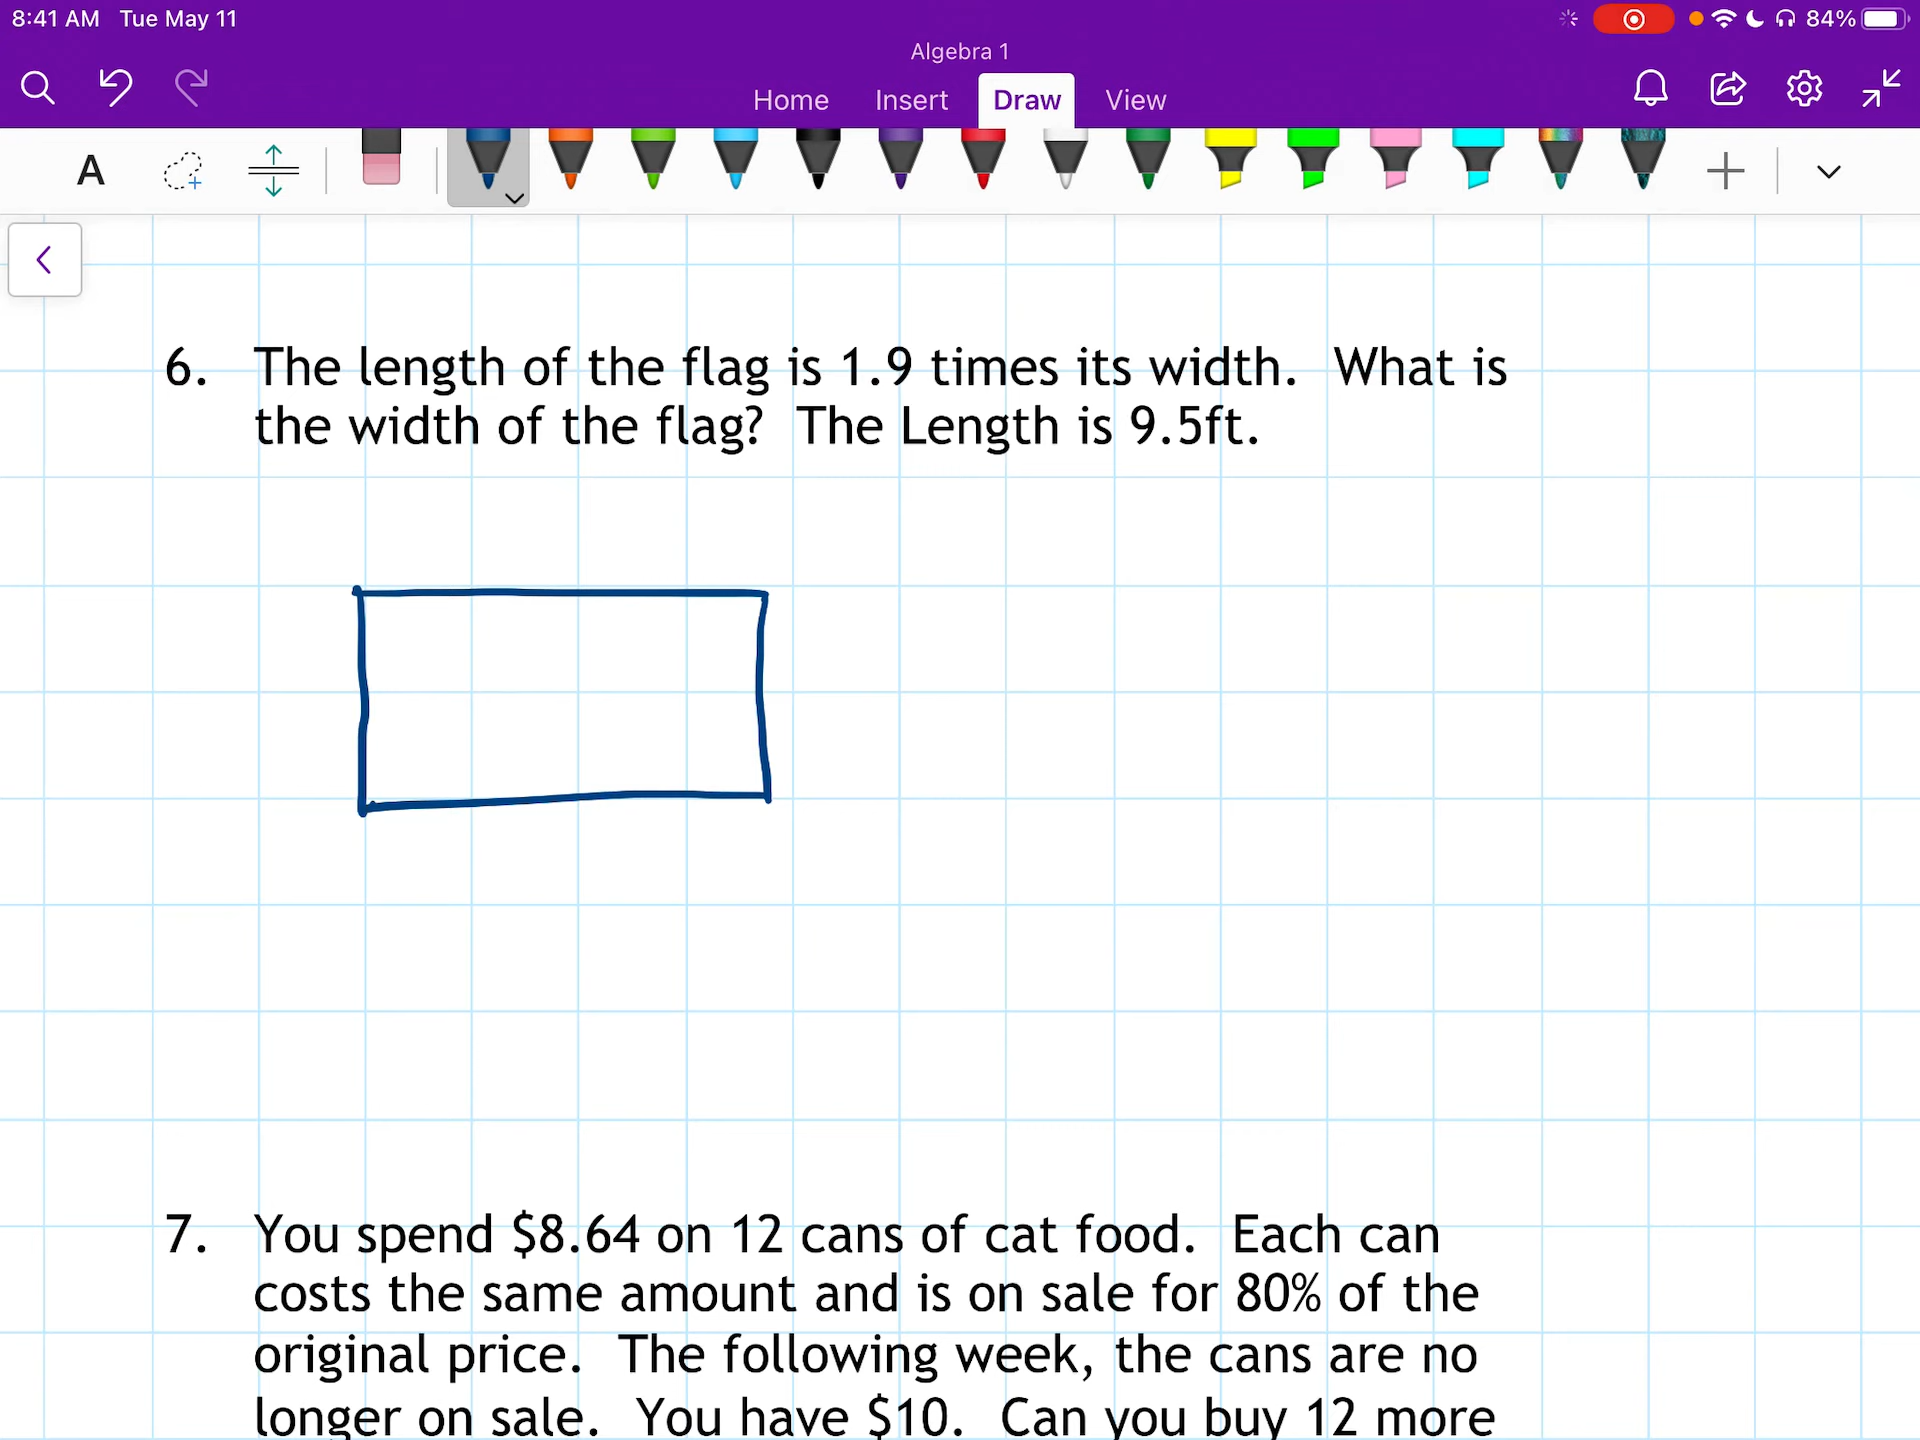 8:41 AM Tue May 11
84%
Algebra 1
Home Insert Draw View
A
6. The length of the flag is 1.9 times its width. What is
the width of the flag? The Length is 9.5ft.
7. You spend $8.64 on 12 cans of cat food. Each can
costs the same amount and is on sale for 80% of the
original price. The following week, the cans are no
longer on sale. You have $10. Can you buy 12 more